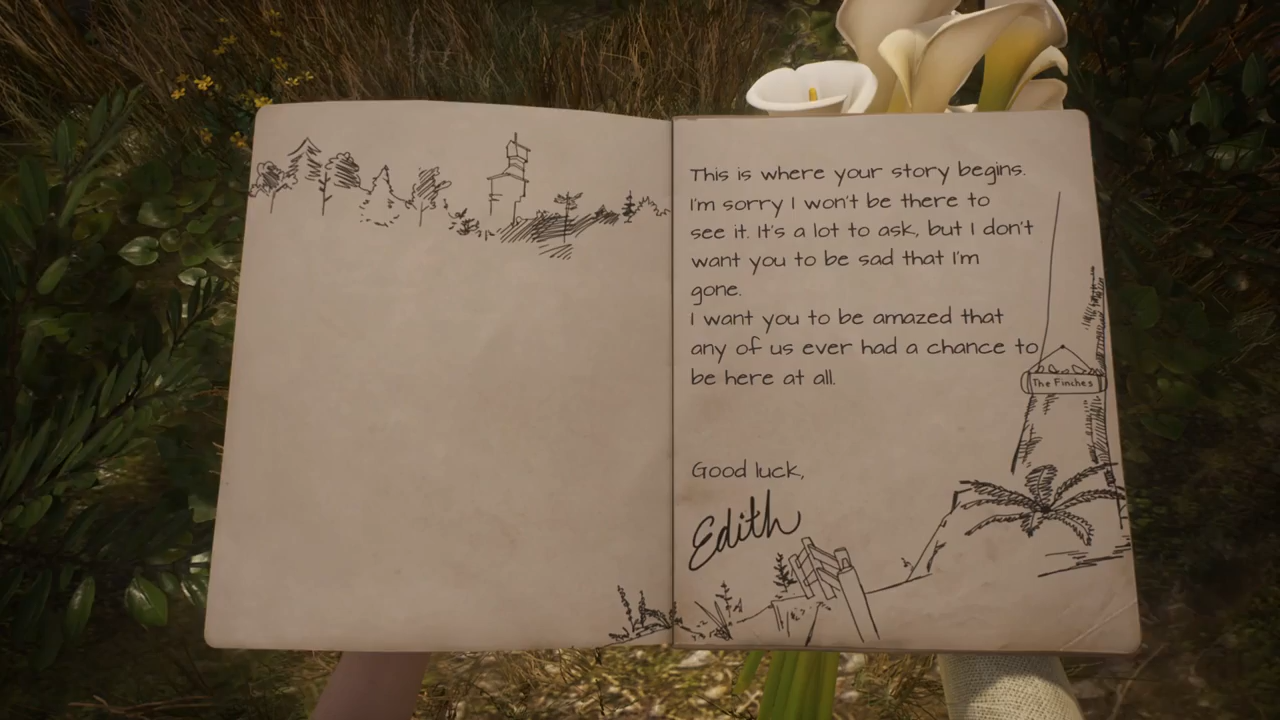 This is where your story begins.
I'm sorry I won't be there to
see it. It's a lot to ask, but I don't
want you to be sad that I'm
gone.
I want you to be amazed that
any of us ever had a chance to
be here at all.
The Finches
Good luck,
Edith